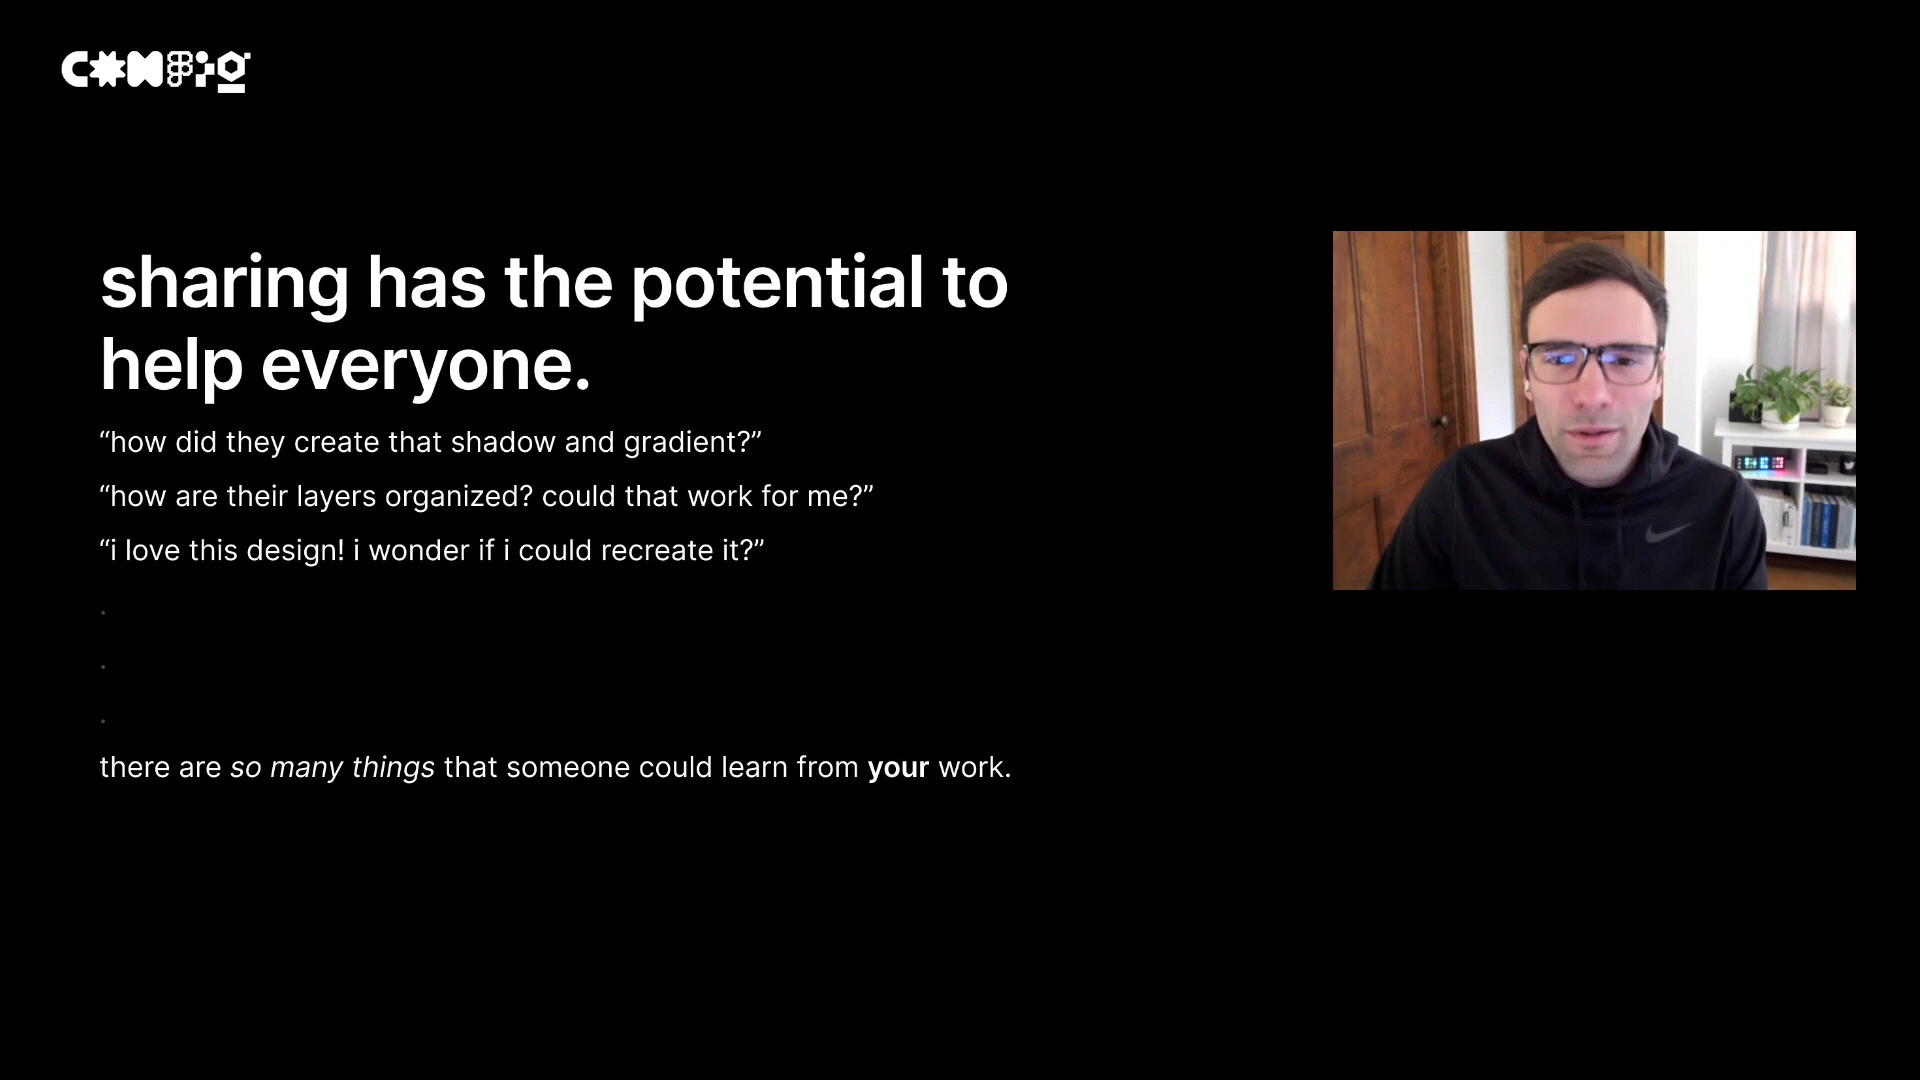 CONFIG
sharing has the potential to
help everyone.
“how did they create that shadow and gradient?”
“how are their layers organized? could that work for me?”
“i love this design! i wonder if i could recreate it?”
.
.
.
there are so many things that someone could learn from your work.